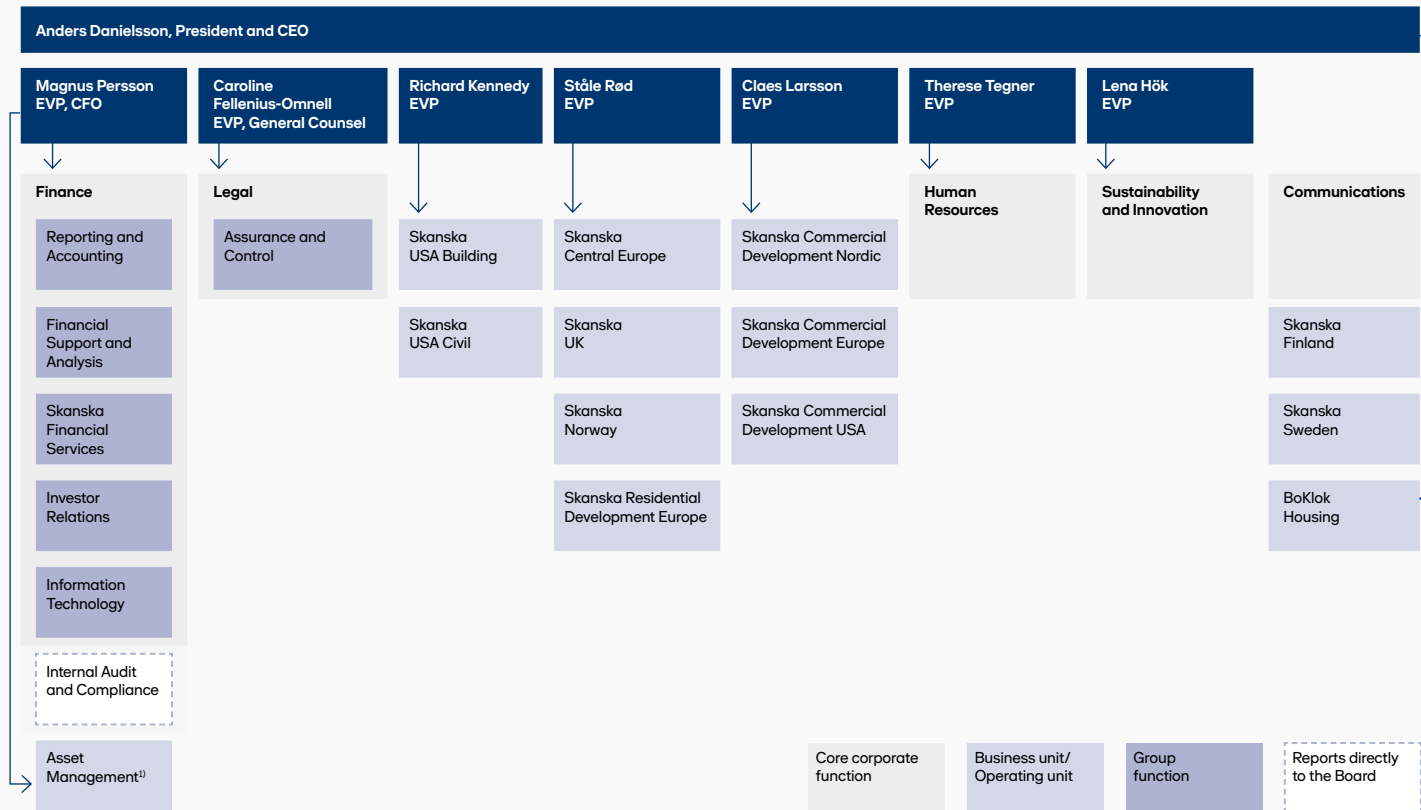 Anders Danielsson, President and CEO
Magnus Persson
EVP, CFO
Caroline
Fellenius-Omnell
EVP, General Counsel
Richard Kennedy
EVP
Ståle Rød
EVP
Claes Larsson
EVP
Therese Tegner
EVP
Lena Hök
EVP
Finance
Reporting and
Accounting
Financial
Support and
Analysis
Skanska
Financial
Services
Investor
Relations
Information
Technology
Internal Audit
and Compliance
Asset
Management¹⁾
Legal
Assurance and
Control
Skanska
USA Building
Skanska
USA Civil
Skanska
Central Europe
Skanska
UK
Skanska
Norway
Skanska Residential
Development Europe
Skanska Commercial
Development Nordic
Skanska Commercial
Development Europe
Skanska Commercial
Development USA
Human
Resources
Sustainability
and Innovation
Communications
Skanska
Finland
Skanska
Sweden
BoKlok
Housing
Core corporate
function
Business unit/
Operating unit
Group
function
Reports directly
to the Board